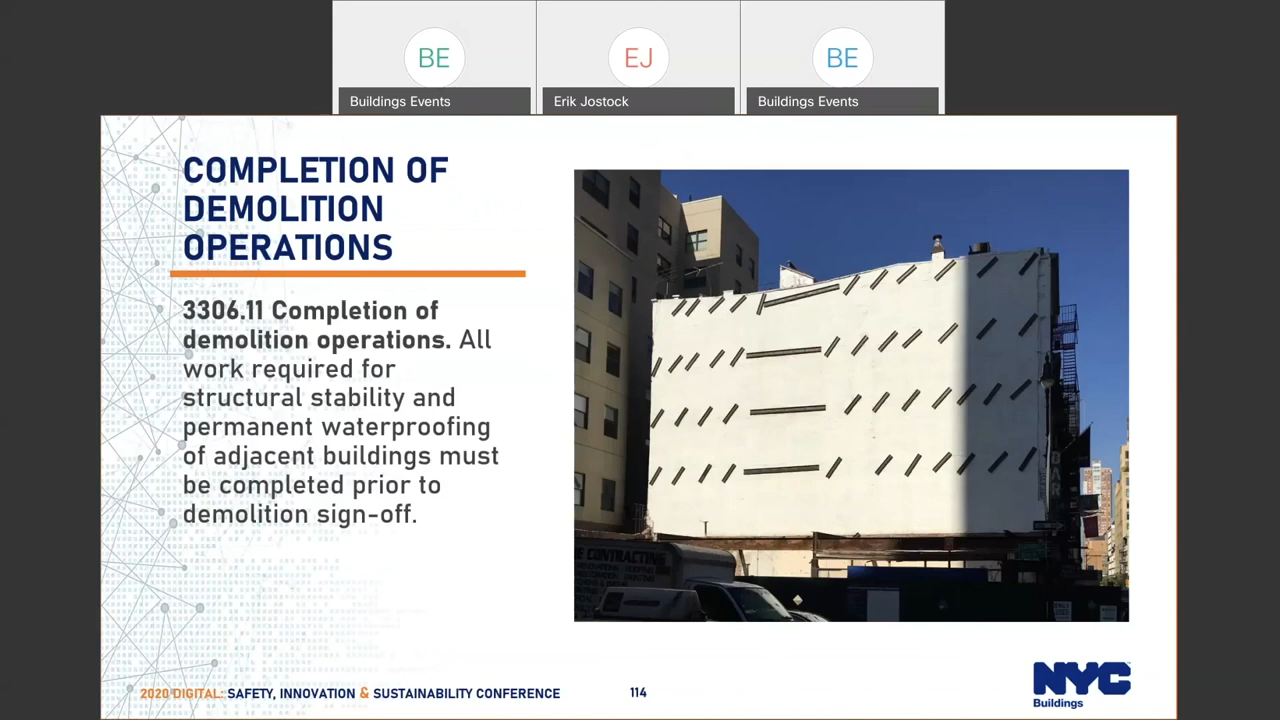 BE
EJ
BE
Buildings Events
Erik Jostock
Buildings Events
COMPLETION OF
DEMOLITION
OPERATIONS
3306.11 Completion of
demolition operations. All
work required for
structural stability and
permanent waterproofing
of adjacent buildings must
be completed prior to
demolition sign-off.
E CONTRACTING
2020 DIGITAL: SAFETY, INNOVATION & SUSTAINABILITY CONFERENCE
114
NYC
Buildings